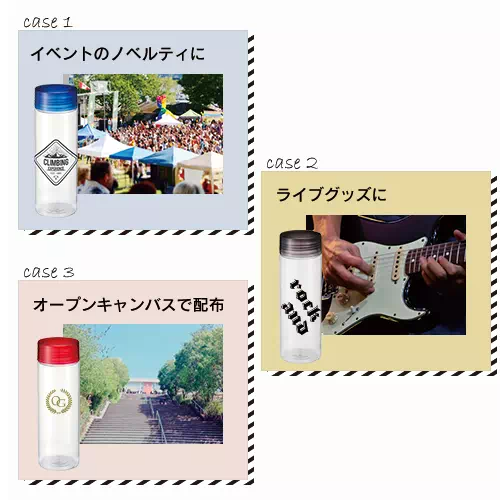 case 1
イベントのノベルティに
CLIMBING
case 2
ライブグッズに
rock
and
case 3
オープンキャンバスで配布
OG